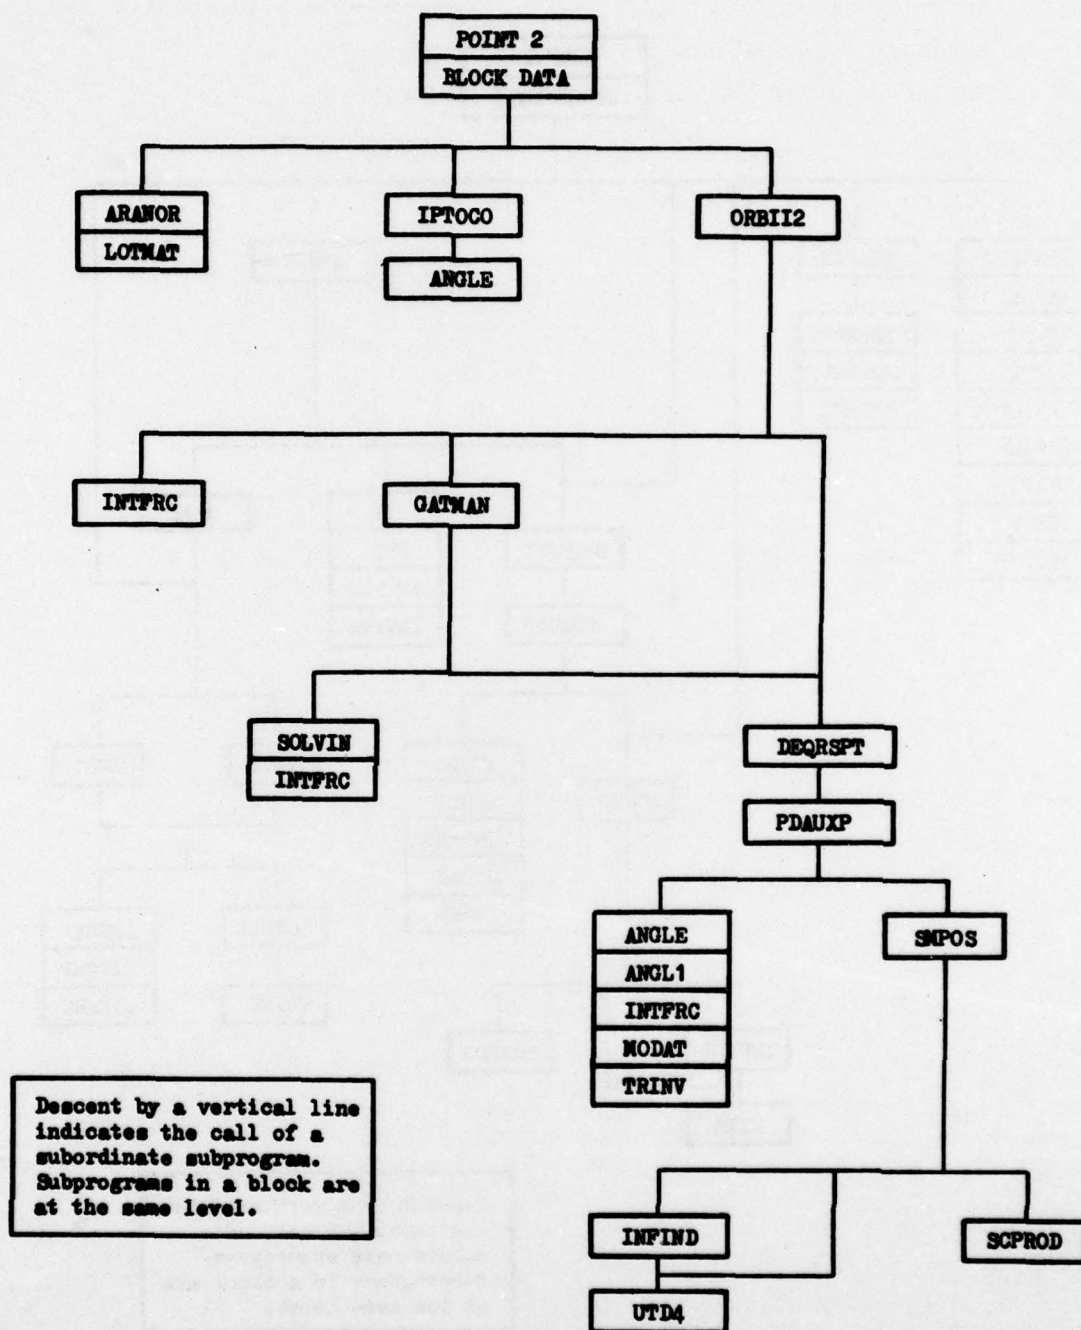 POINT 2
BLOCK DATA
ARANOR
LOTMAT
IPTOCO
ANGLE
ORBII2
INTFRC
GATMAN
SOLVIN
INTFRC
DEQRSPT
PDAUXP
ANGLE
ANGL1
INTFRC
MODAT
TRINV
SMPOS
Descent by a vertical line
indicates the call of a
subordinate subprogram.
Subprograms in a block are
at the same level.
INFIND
UTD4
SCPROD